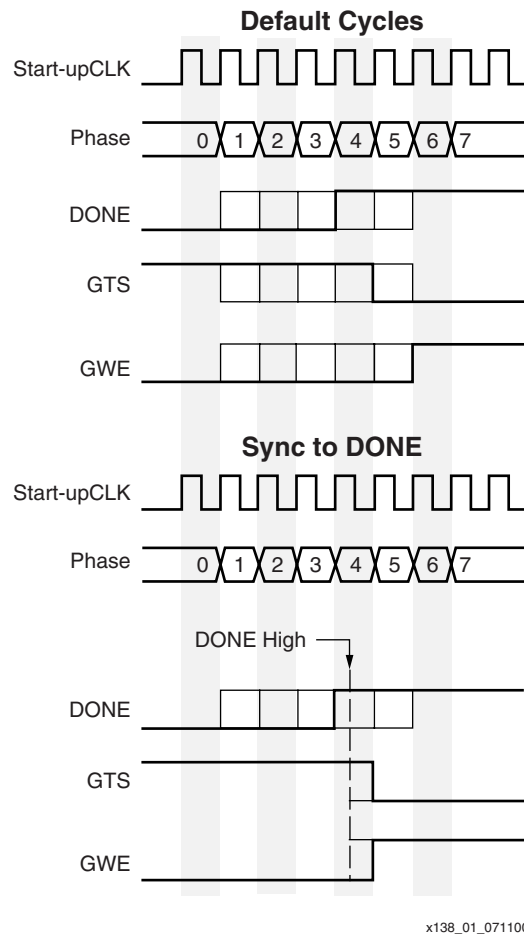 Default Cycles
Start-upCLK
Phase 0 1 2 3 4 5 6 7
DONE
GTS
GWE
Sync to DONE
Start-upCLK
Phase 0 1 2 3 4 5 6 7
DONE High
DONE
GTS
GWE
x138_01_071100